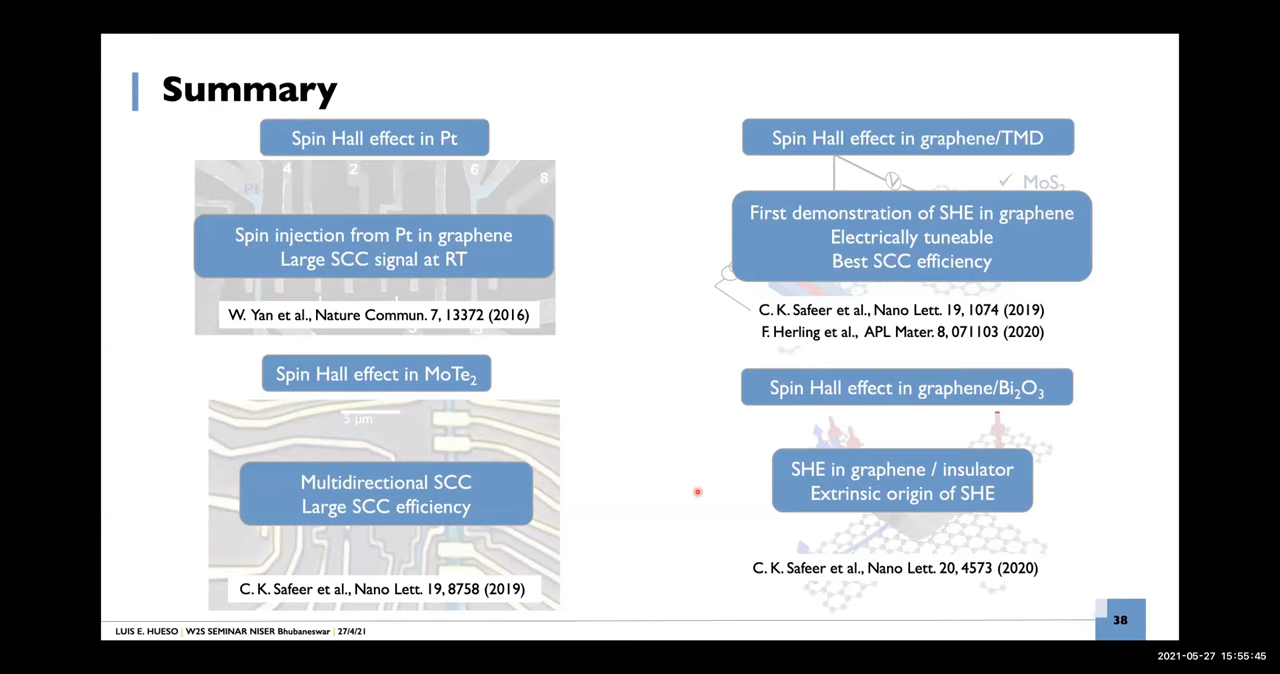 Summary
Spin Hall effect in Pt
4
2
6
8
Pt
Spin injection from Pt in graphene
Large SCC signal at RT
W. Yan et al., Nature Commun. 7, 13372 (2016)
Spin Hall effect in MoTe₂
5 µm
Multidirectional SCC
Large SCC efficiency
C. K. Safeer et al., Nano Lett. 19, 8758 (2019)
Spin Hall effect in graphene/TMD
V
✓ MoS₂
First demonstration of SHE in graphene
Electrically tuneable
Best SCC efficiency
C. K. Safeer et al., Nano Lett. 19, 1074 (2019)
F. Herling et al., APL Mater. 8, 071103 (2020)
Spin Hall effect in graphene/Bi₂O₃
SHE in graphene / insulator
Extrinsic origin of SHE
C. K. Safeer et al., Nano Lett. 20, 4573 (2020)
LUIS E. HUESO | W2S SEMINAR NISER Bhubaneswar | 27/4/21
38
2021-05-27 15:55:45